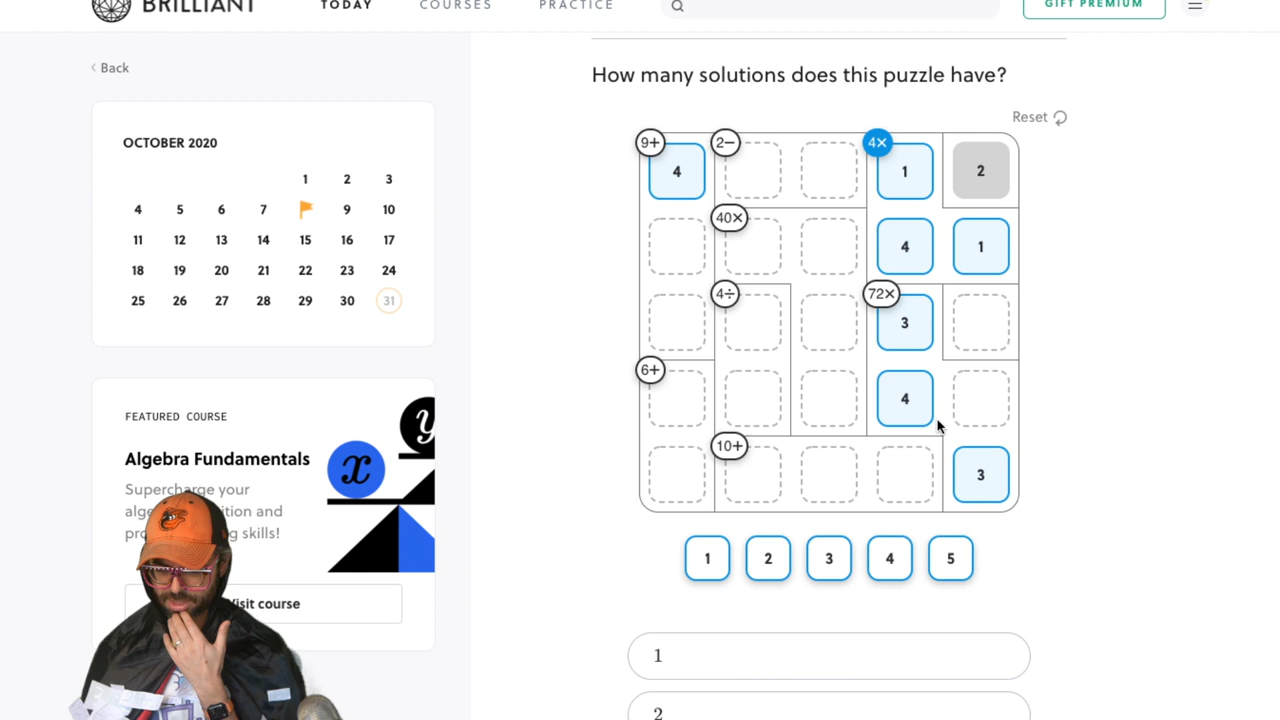 BRILLIANT TODAY COURSES PRACTICE GIFT PREMIUM
Back
How many solutions does this puzzle have?
Reset
OCTOBER 2020
1 2 3
4 5 6 7 9 10
11 12 13 14 15 16 17
18 19 20 21 22 23 24
25 26 27 28 29 30 31
FEATURED COURSE
Algebra Fundamentals
Supercharge your
skills!
Visit course
x
y
9+ 2− 4×
4 1 2
40×
4 1
4÷ 72×
3
6+
4
10+
3
1 2 3 4 5
1
2